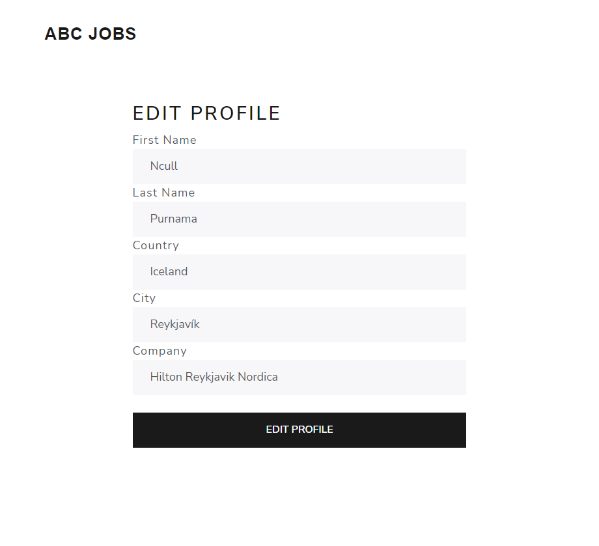 ABC JOBS
EDIT PROFILE
First Name
Ncull
Last Name
Purnama
Country
Iceland
City
Reykjavík
Company
Hilton Reykjavik Nordica
EDIT PROFILE